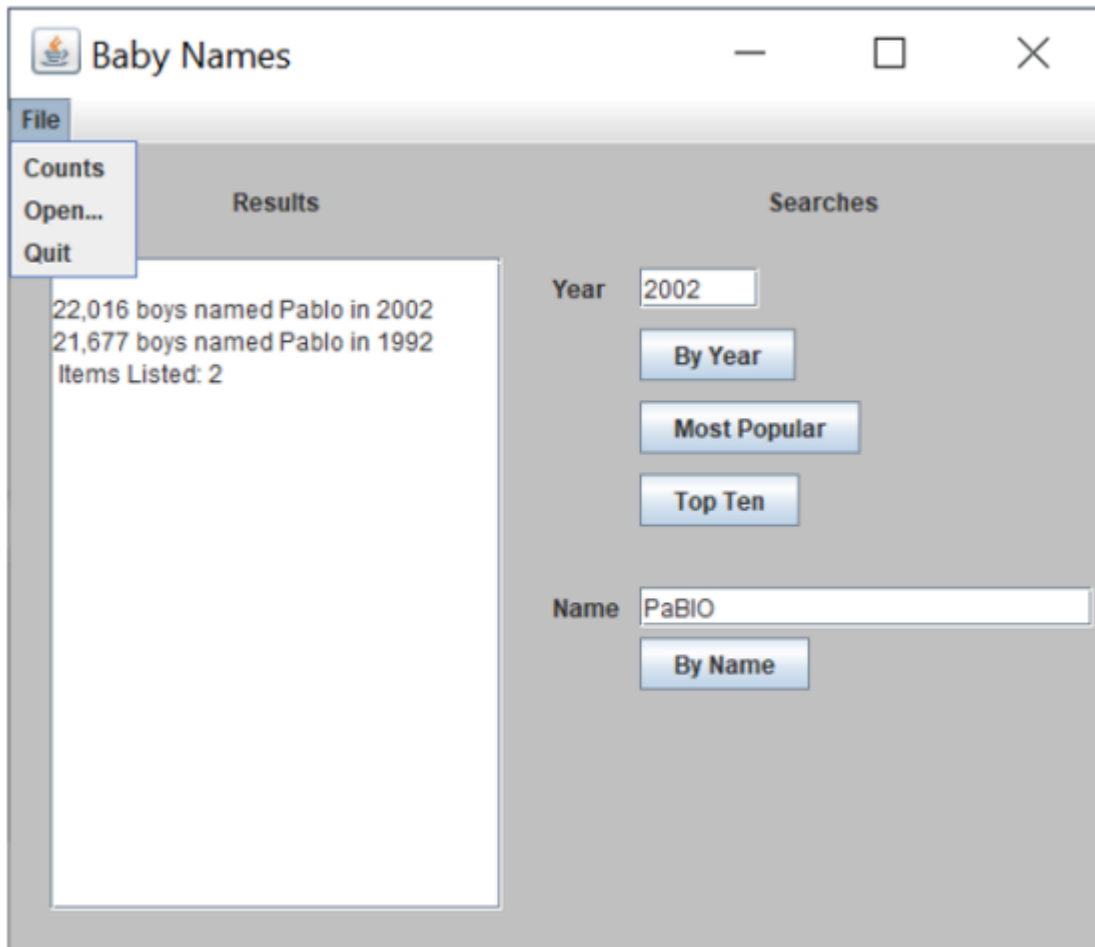 Baby Names
File
Counts
Open...
Quit
Results
22,016 boys named Pablo in 2002
21,677 boys named Pablo in 1992
Items Listed: 2
Searches
Year 2002
By Year
Most Popular
Top Ten
Name PaBlO
By Name